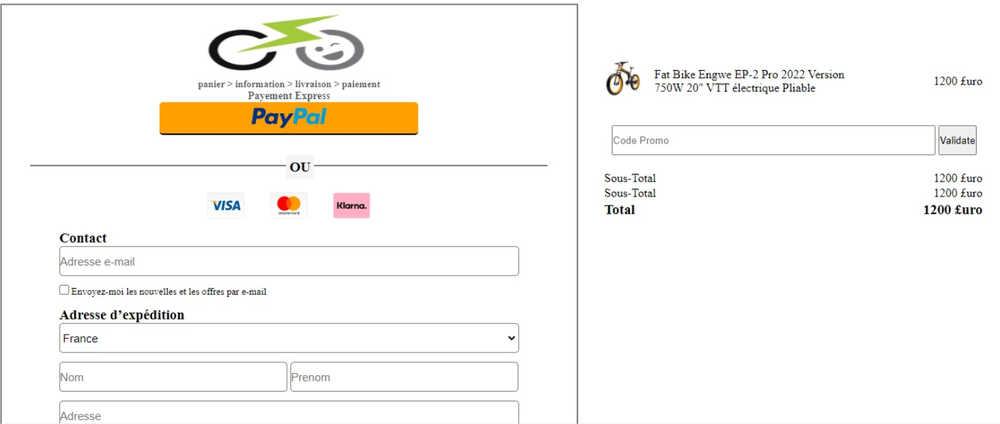 panier > information > livraison > paiement
Payement Express
PayPal
OU
VISA
mastercard
Klarna.
Contact
Adresse e-mail
Envoyez-moi les nouvelles et les offres par e-mail
Adresse d’expédition
France
Nom
Prenom
Adresse
Fat Bike Engwe EP-2 Pro 2022 Version
750W 20" VTT électrique Pliable
1200 £uro
Code Promo
Validate
Sous-Total 1200 £uro
Sous-Total 1200 £uro
Total 1200 £uro